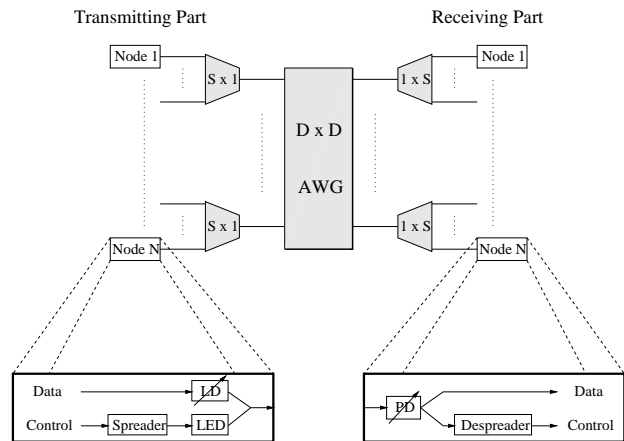 Transmitting Part
Receiving Part
Node 1
S x 1
1 x S
Node 1
D x D
AWG
S x 1
1 x S
Node N
Node N
Data
LD
Control
Spreader
LED
PD
Data
Despreader
Control